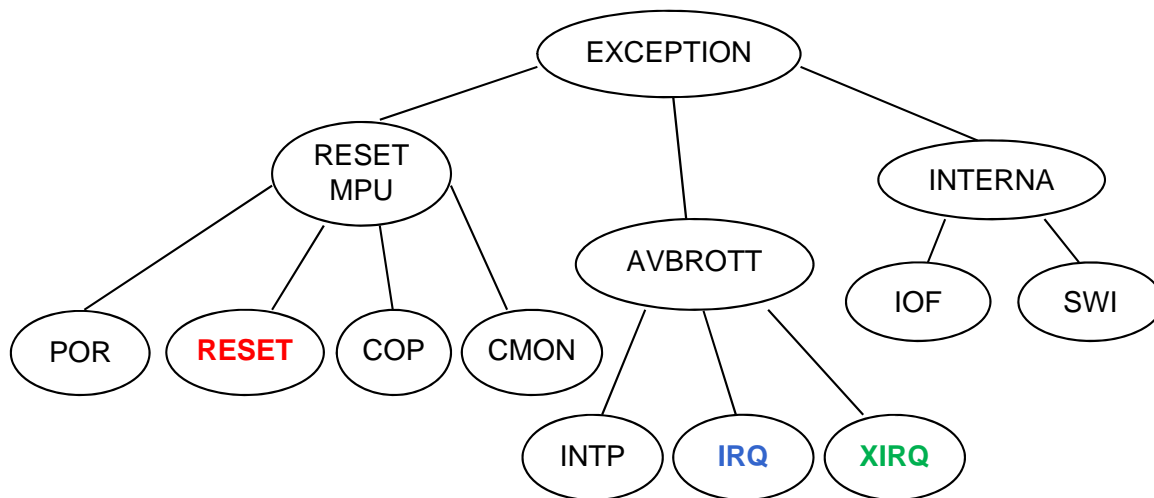 EXCEPTION
RESET
MPU
INTERNA
AVBROTT
IOF
SWI
POR
RESET
COP
CMON
INTP
IRQ
XIRQ